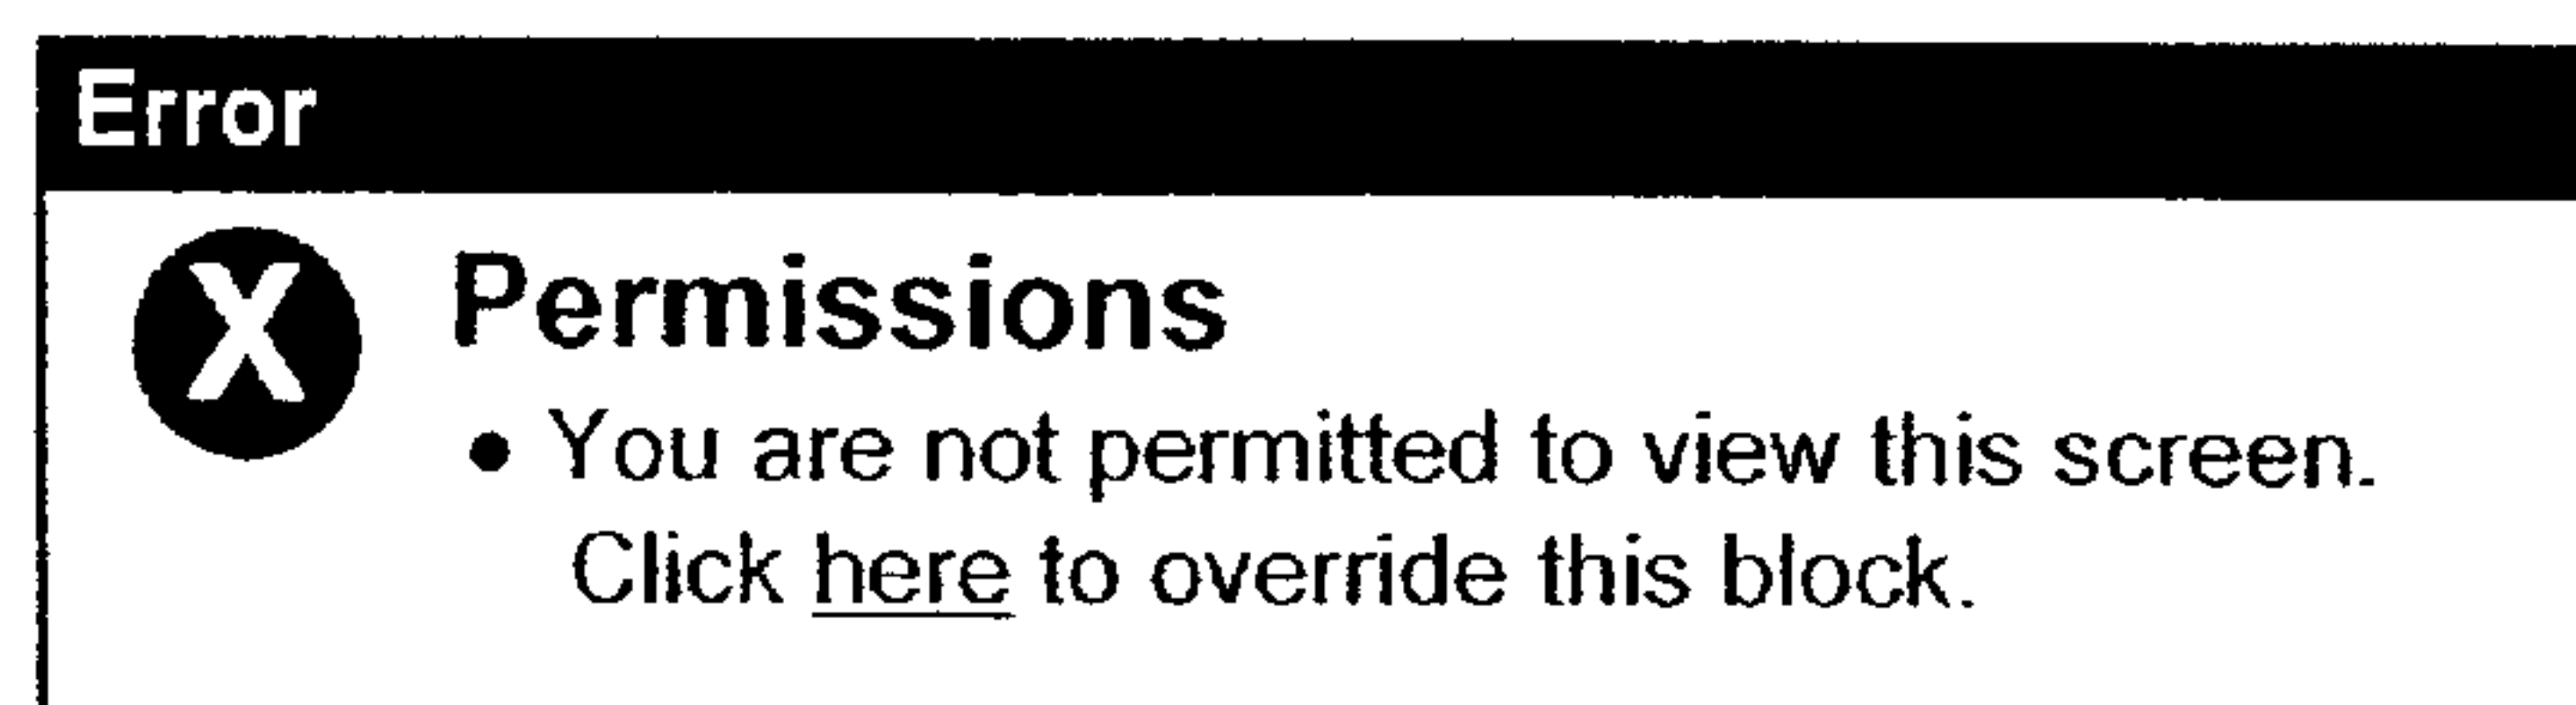 Error
X Permissions
• You are not permitted to view this screen.
Click here to override this block.